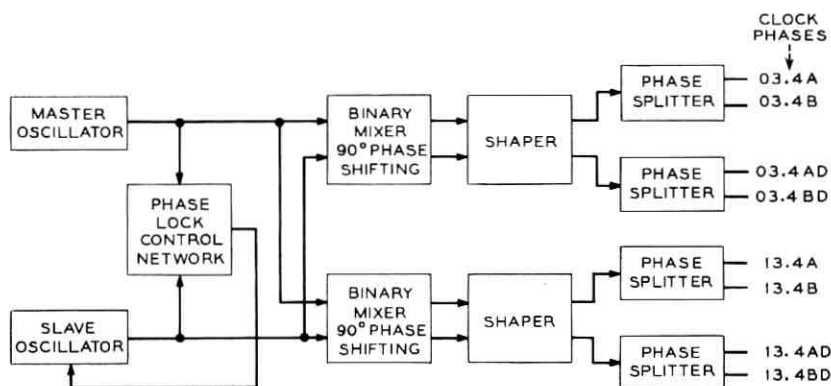 CLOCK
PHASES
MASTER
OSCILLATOR
PHASE
LOCK
CONTROL
NETWORK
SLAVE
OSCILLATOR
BINARY
MIXER
90° PHASE
SHIFTING
SHAPER
PHASE
SPLITTER
03.4A
03.4B
PHASE
SPLITTER
03.4AD
03.4BD
BINARY
MIXER
90° PHASE
SHIFTING
SHAPER
PHASE
SPLITTER
13.4A
13.4B
PHASE
SPLITTER
13.4AD
13.4BD